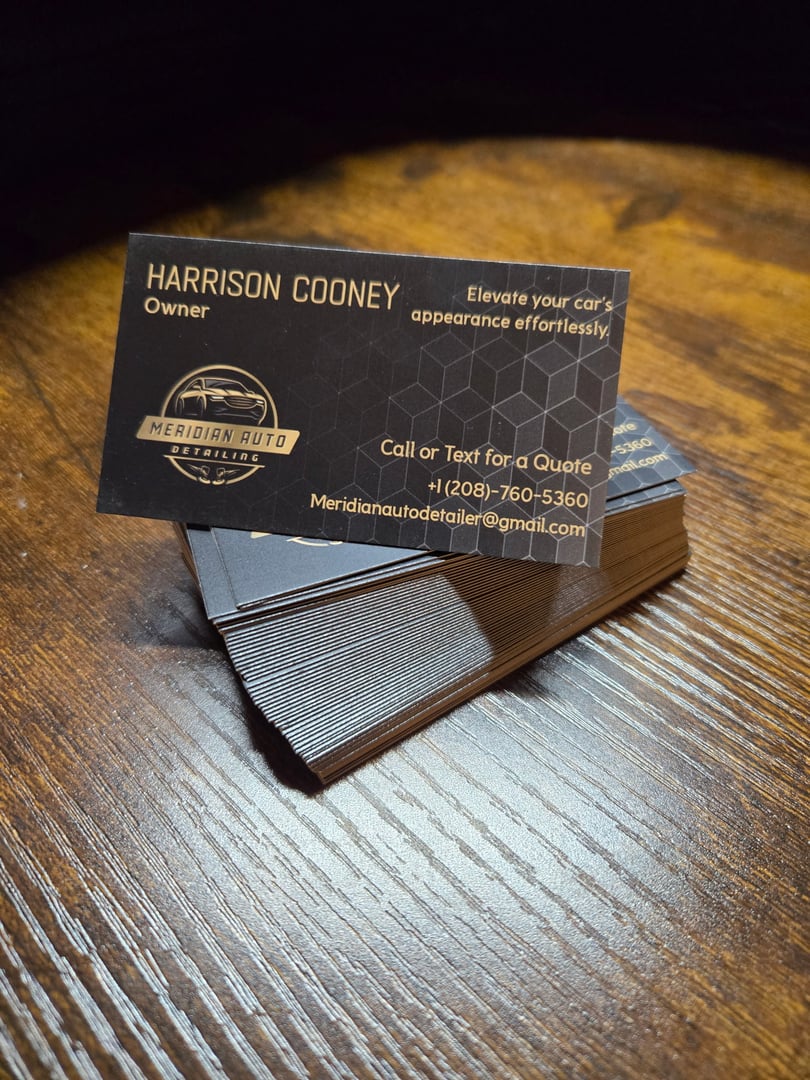 HARRISON COONEY
Owner
Elevate your car's
appearance effortlessly.
MERIDIAN AUTO
DETAILING
Call or Text for a Quote
+1 (208)-760-5360
Meridianautodetailer@gmail.com
-5360